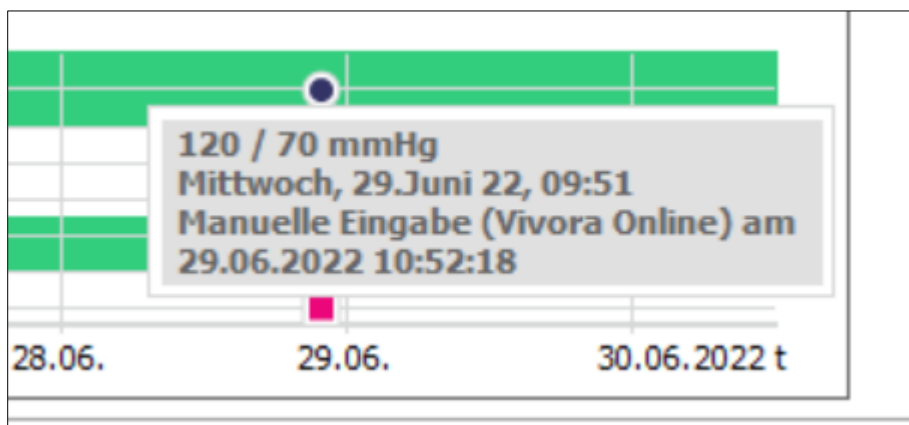 120 / 70 mmHg
Mittwoch, 29.Juni 22, 09:51
Manuelle Eingabe (Vivora Online) am
29.06.2022 10:52:18
28.06.
29.06.
30.06.2022 t